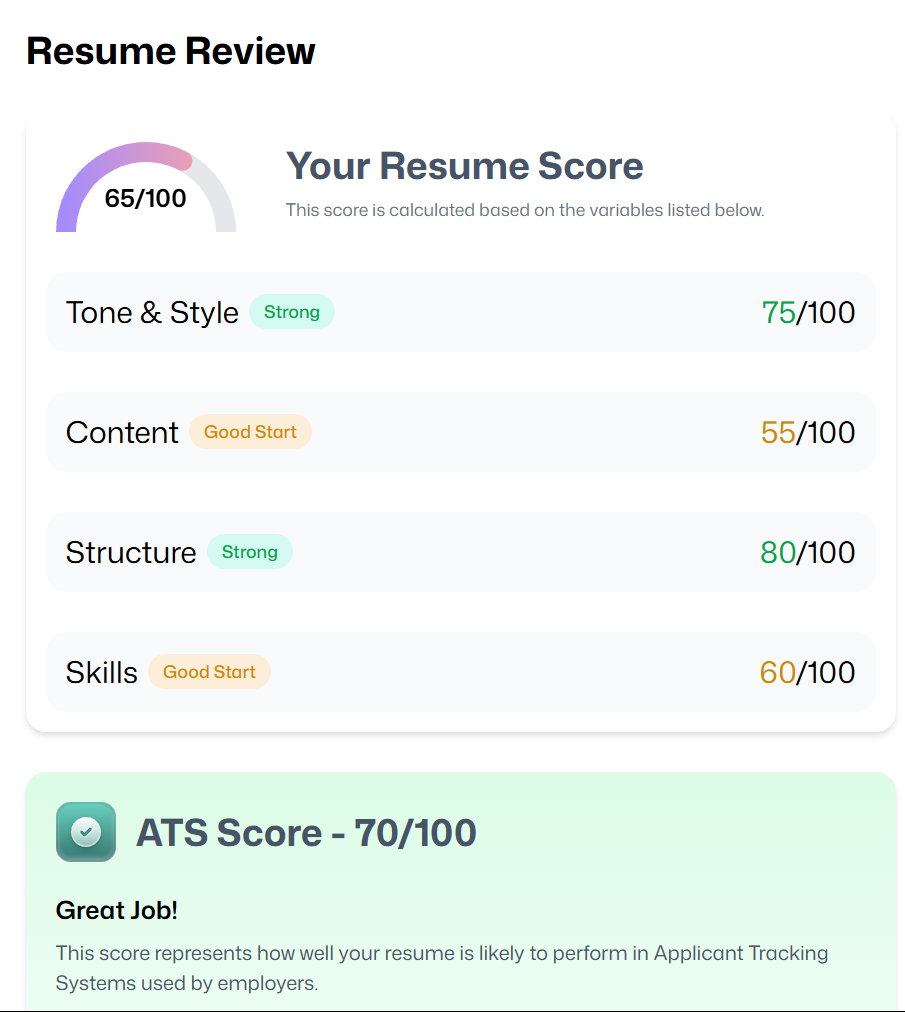 Resume Review
65/100
Your Resume Score
This score is calculated based on the variables listed below.
Tone & Style Strong 75/100
Content Good Start 55/100
Structure Strong 80/100
Skills Good Start 60/100
ATS Score - 70/100
Great Job!
This score represents how well your resume is likely to perform in Applicant Tracking
Systems used by employers.